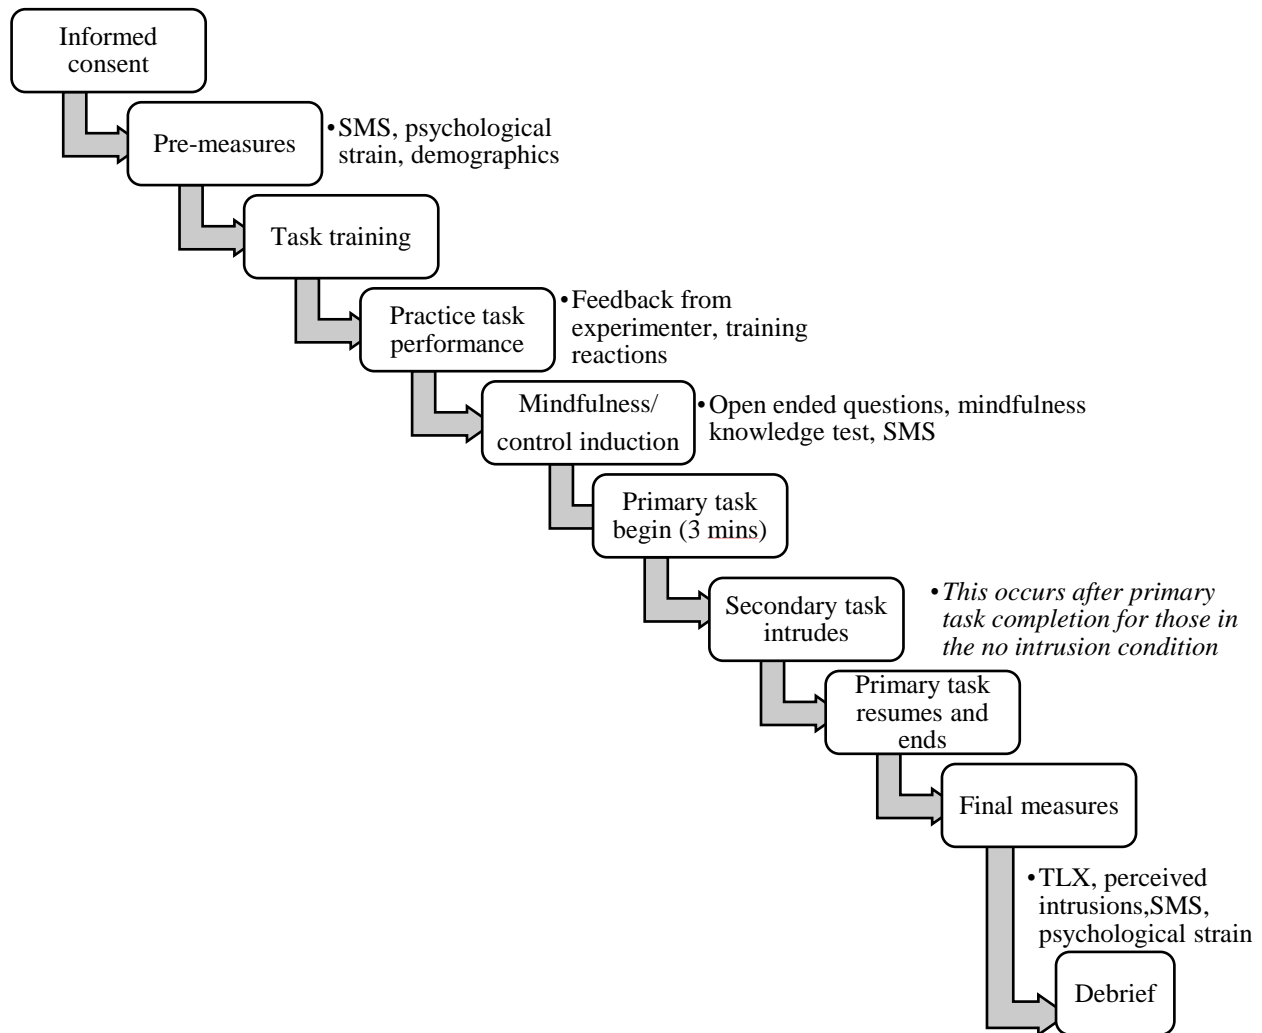 Informed
consent
Pre-measures
•SMS, psychological
strain, demographics
Task training
Practice task
performance
•Feedback from
experimenter, training
reactions
Mindfulness/
control induction
•Open ended questions, mindfulness
knowledge test, SMS
Primary task
begin (3 mins)
Secondary task
intrudes
•This occurs after primary
task completion for those in
the no intrusion condition
Primary task
resumes and
ends
Final measures
•TLX, perceived
intrusions,SMS,
psychological strain
Debrief